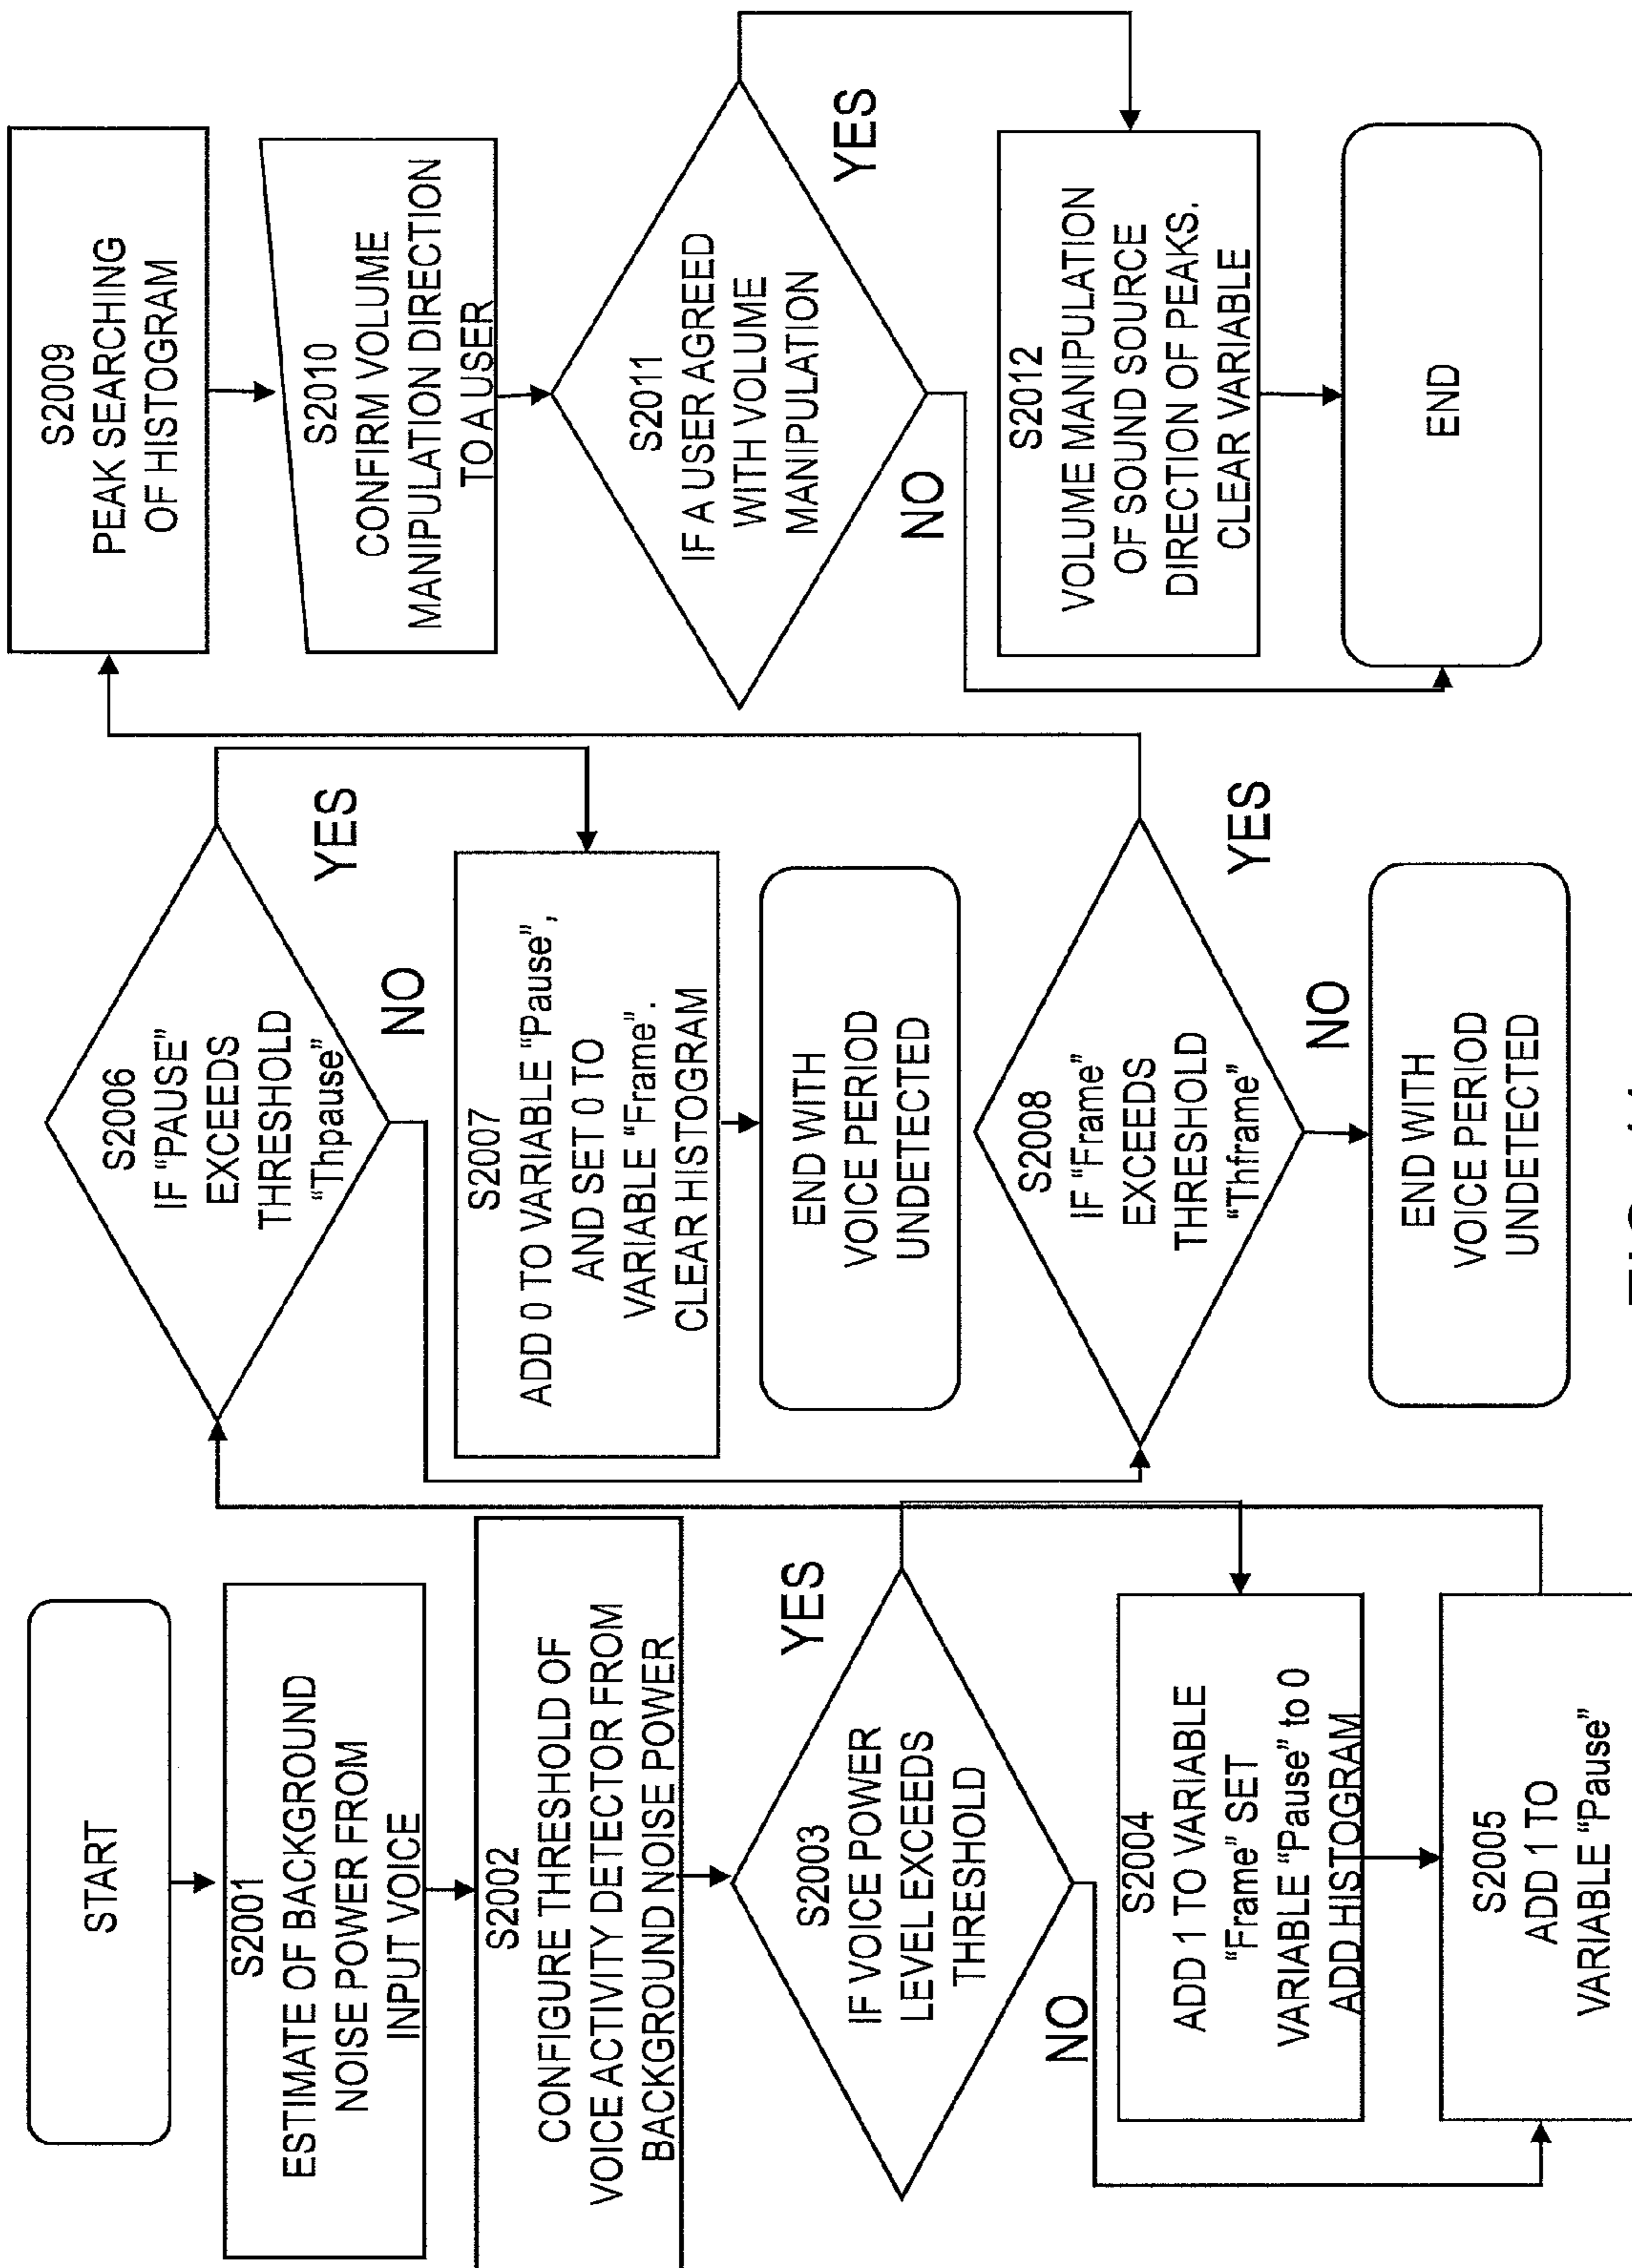 START
S2001
ESTIMATE OF BACKGROUND
NOISE POWER FROM
INPUT VOICE
S2002
CONFIGURE THRESHOLD OF
VOICE ACTIVITY DETECTOR FROM
BACKGROUND NOISE POWER
S2003
IF VOICE POWER
LEVEL EXCEEDS
THRESHOLD
YES
NO
S2004
ADD 1 TO VARIABLE
“Frame” SET
VARIABLE “Pause” to 0
ADD HISTOGRAM
S2005
ADD 1 TO
VARIABLE “Pause”
S2006
IF “PAUSE”
EXCEEDS
THRESHOLD
“Thpause”
YES
NO
S2007
ADD 0 TO VARIABLE “Pause”,
AND SET 0 TO
VARIABLE “Frame”.
CLEAR HISTOGRAM
END WITH
VOICE PERIOD
UNDETECTED
S2008
IF “Frame”
EXCEEDS
THRESHOLD
“Thframe”
YES
NO
END WITH
VOICE PERIOD
UNDETECTED
S2009
PEAK SEARCHING
OF HISTOGRAM
S2010
CONFIRM VOLUME
MANIPULATION DIRECTION
TO A USER
S2011
IF A USER AGREED
WITH VOLUME
MANIPULATION
YES
NO
S2012
VOLUME MANIPULATION
OF SOUND SOURCE
DIRECTION OF PEAKS.
CLEAR VARIABLE
END